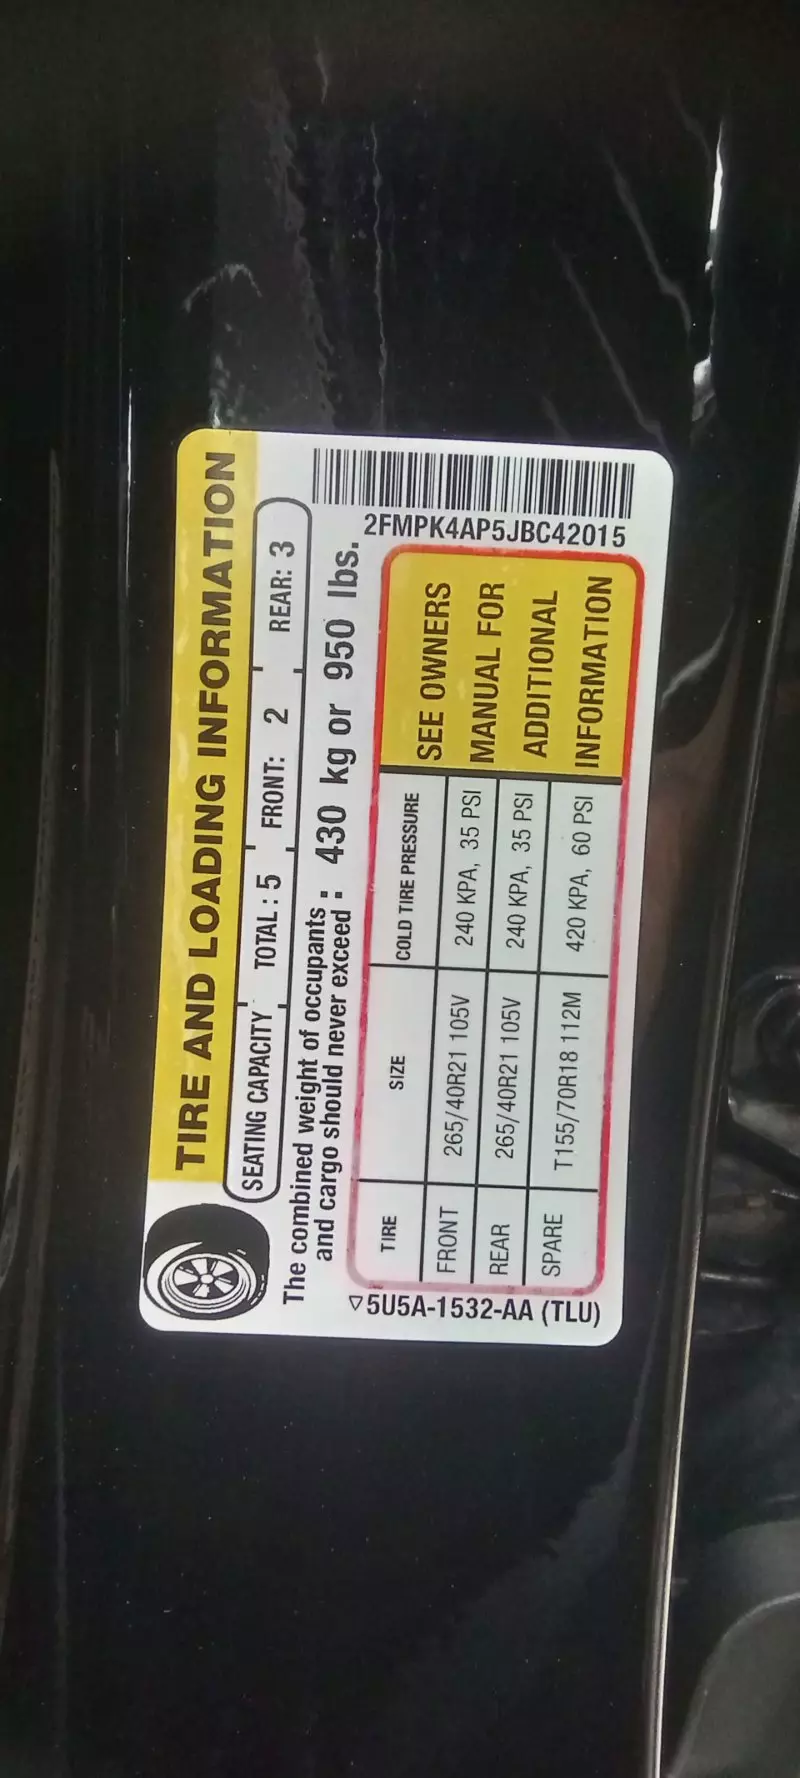 TIRE AND LOADING INFORMATION
SEATING CAPACITY TOTAL : 5 FRONT: 2 REAR: 3
The combined weight of occupants
and cargo should never exceed : 430 kg or 950 lbs.
2FMPK4AP5JBC42015
TIRE SIZE COLD TIRE PRESSURE
FRONT 265/40R21 105V 240 KPA, 35 PSI
REAR 265/40R21 105V 240 KPA, 35 PSI
SPARE T155/70R18 112M 420 KPA, 60 PSI
SEE OWNERS
MANUAL FOR
ADDITIONAL
INFORMATION
▽5U5A-1532-AA (TLU)